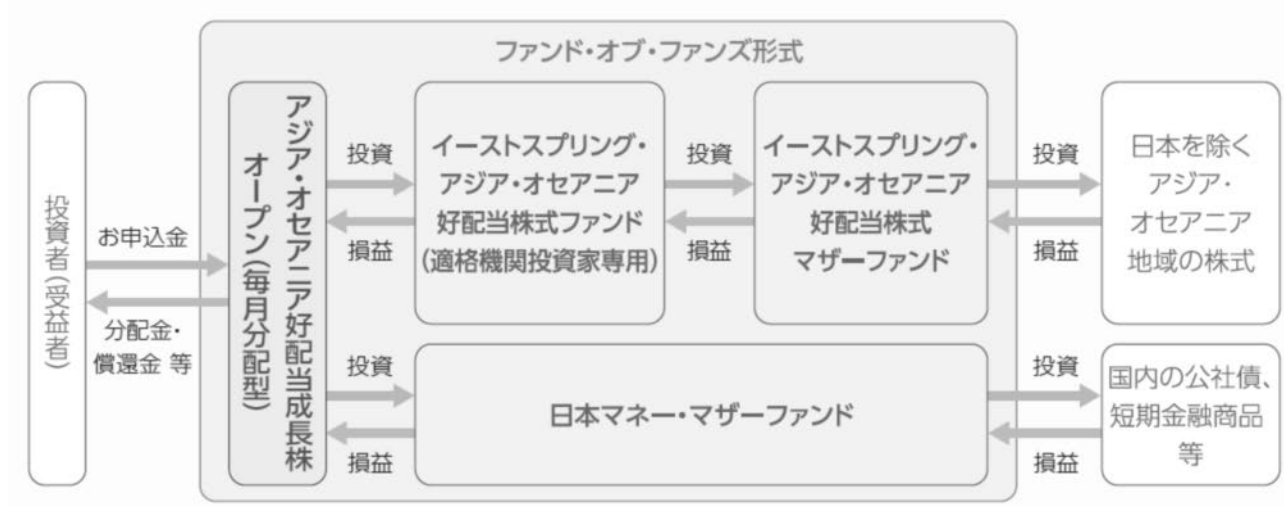 ファンド・オブ・ファンズ形式
投資者(受益者)
お申込金
分配金・
償還金 等
アジア・オセアニア好配当成長株
オープン(毎月分配型)
投資
損益
イーストスプリング・
アジア・オセアニア
好配当株式ファンド
(適格機関投資家専用)
投資
損益
イーストスプリング・
アジア・オセアニア
好配当株式
マザーファンド
投資
損益
日本を除く
アジア・
オセアニア
地域の株式
投資
損益
日本マネー・マザーファンド
投資
損益
国内の公社債、
短期金融商品
等